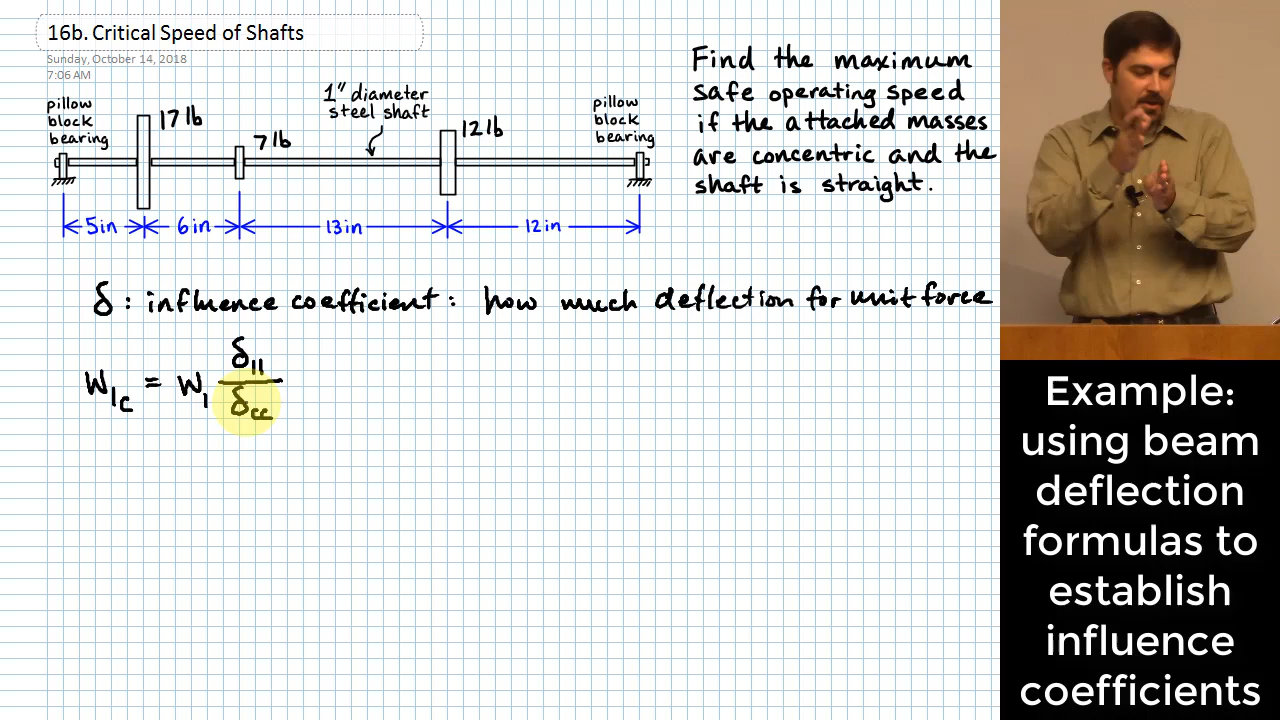 16b. Critical Speed of Shafts
Sunday, October 14, 2018
7:06 AM
pillow
block
bearing
17 lb
7 lb
1" diameter
steel shaft
12 lb
pillow
block
bearing
5in
6in
13in
12in
Find the maximum
safe operating speed
if the attached masses
are concentric and the
shaft is straight.
δ : influence coefficient : how much deflection for unit force
W1c = W1 δ11/δcc
Example:
using beam
deflection
formulas to
establish
influence
coefficients